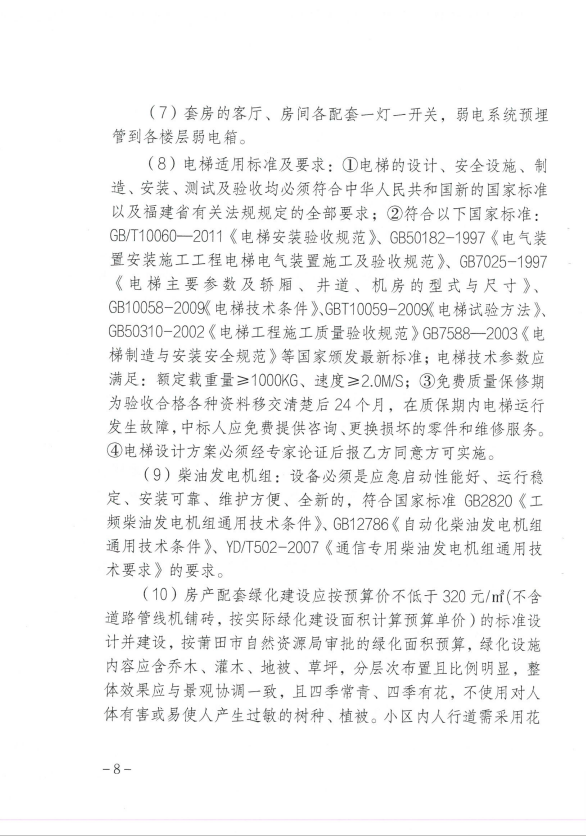 （7）套房的客厅、房间各配套一灯一开关，弱电系统预埋
管到各楼层弱电箱。
（8）电梯适用标准及要求：①电梯的设计、安全设施、制
造、安装、测试及验收均必须符合中华人民共和国新的国家标准
以及福建省有关法规规定的全部要求；②符合以下国家标准：
GB/T10060—2011《电梯安装验收规范》、GB50182-1997《电气装
置安装施工工程电梯电气装置施工及验收规范》、GB7025-1997
《电梯主要参数及轿厢、井道、机房的型式与尺寸》、
GB10058-2009《电梯技术条件》、GBT10059-2009《电梯试验方法》、
GB50310-2002《电梯工程施工质量验收规范》GB7588—2003《电
梯制造与安装安全规范》等国家颁发最新标准；电梯技术参数应
满足：额定载重量≥1000KG、速度≥2.0M/S；③免费质量保修期
为验收合格各种资料移交清楚后24个月，在质保期内电梯运行
发生故障，中标人应免费提供咨询、更换损坏的零件和维修服务。
④电梯设计方案必须经专家论证后报乙方同意方可实施。
（9）柴油发电机组：设备必须是应急启动性能好、运行稳
定、安装可靠、维护方便、全新的，符合国家标准 GB2820《工
频柴油发电机组通用技术条件》、GB12786《自动化柴油发电机组
通用技术条件》、YD/T502-2007《通信专用柴油发电机组通用技
术要求》的要求。
（10）房产配套绿化建设应按预算价不低于 320 元/㎡(不含
道路管线机铺砖，按实际绿化建设面积计算预算单价）的标准设
计并建设，按莆田市自然资源局审批的绿化面积预算，绿化设施
内容应含乔木、灌木、地被、草坪，分层次布置且比例明显，整
体效果应与景观协调一致，且四季常青、四季有花，不使用对人
体有害或易使人产生过敏的树种、植被。小区内人行道需采用花
-8-